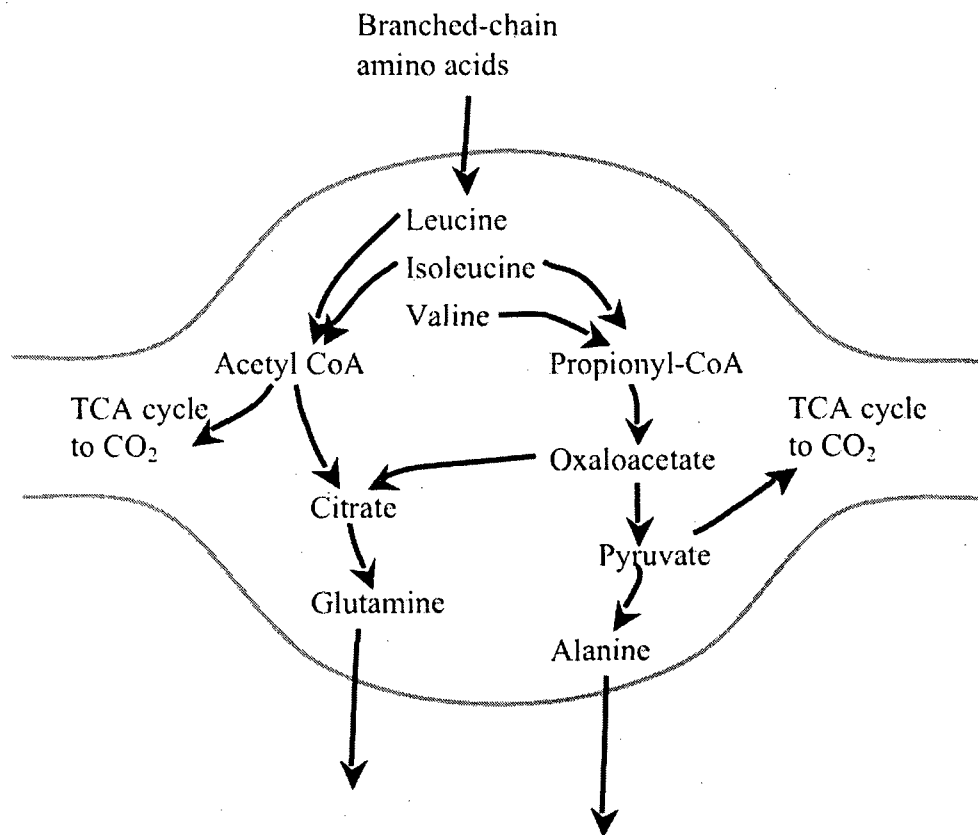 Branched-chain
amino acids
Leucine
Isoleucine
Valine
Acetyl CoA
Propionyl-CoA
TCA cycle
to CO₂
TCA cycle
to CO₂
Oxaloacetate
Citrate
Pyruvate
Glutamine
Alanine